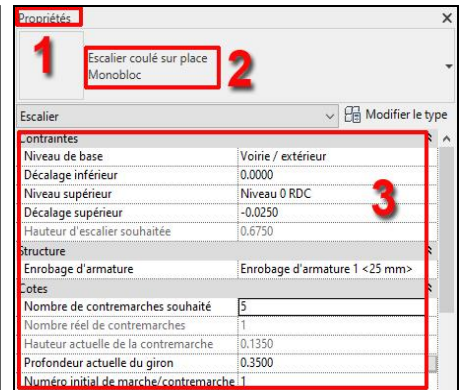 Propriétés
1
Escalier coulé sur place
Monobloc
2
Escalier
Modifier le type
Contraintes
Niveau de base Voirie / extérieur
Décalage inférieur 0.0000
Niveau supérieur Niveau 0 RDC
3
Décalage supérieur -0.0250
Hauteur d'escalier souhaitée 0.6750
Structure
Enrobage d'armature Enrobage d'armature 1 <25 mm>
Cotes
Nombre de contremarches souhaité 5
Nombre réel de contremarches 1
Hauteur actuelle de la contremarche 0.1350
Profondeur actuelle du giron 0.3500
Numéro initial de marche/contremarche 1